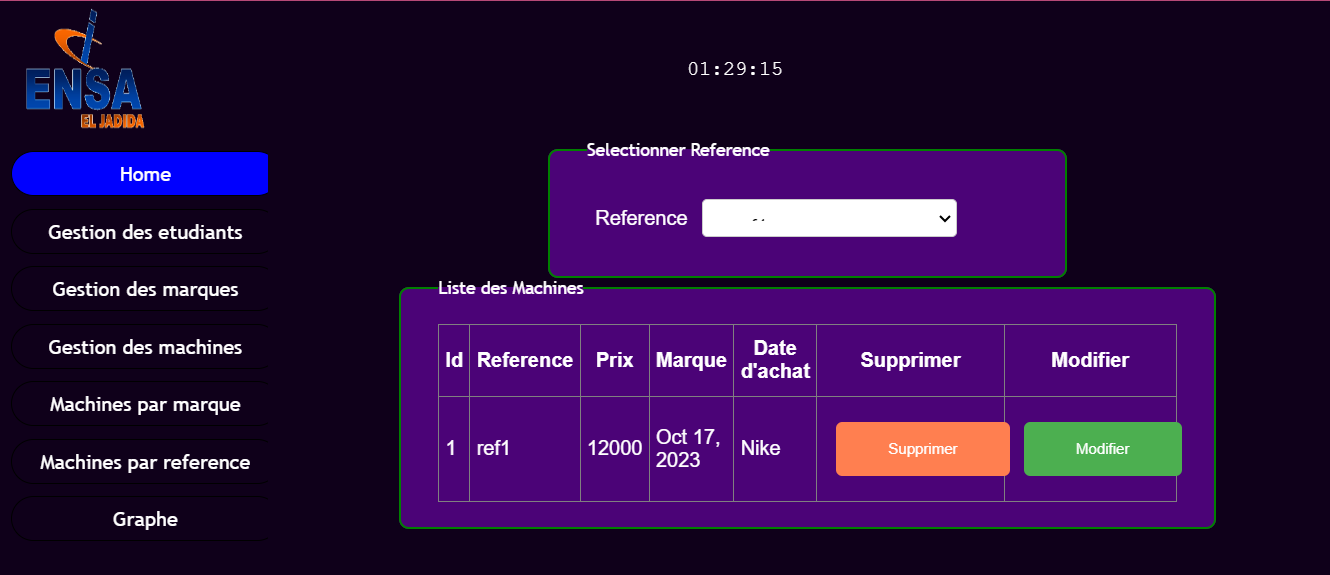 ENSA
EL JADIDA
01:29:15
Home
Gestion des etudiants
Gestion des marques
Gestion des machines
Machines par marque
Machines par reference
Graphe
Selectionner Reference
Reference
Liste des Machines
Id Reference Prix Marque Date d'achat Supprimer Modifier
1 ref1 12000 Oct 17, 2023 Nike Supprimer Modifier